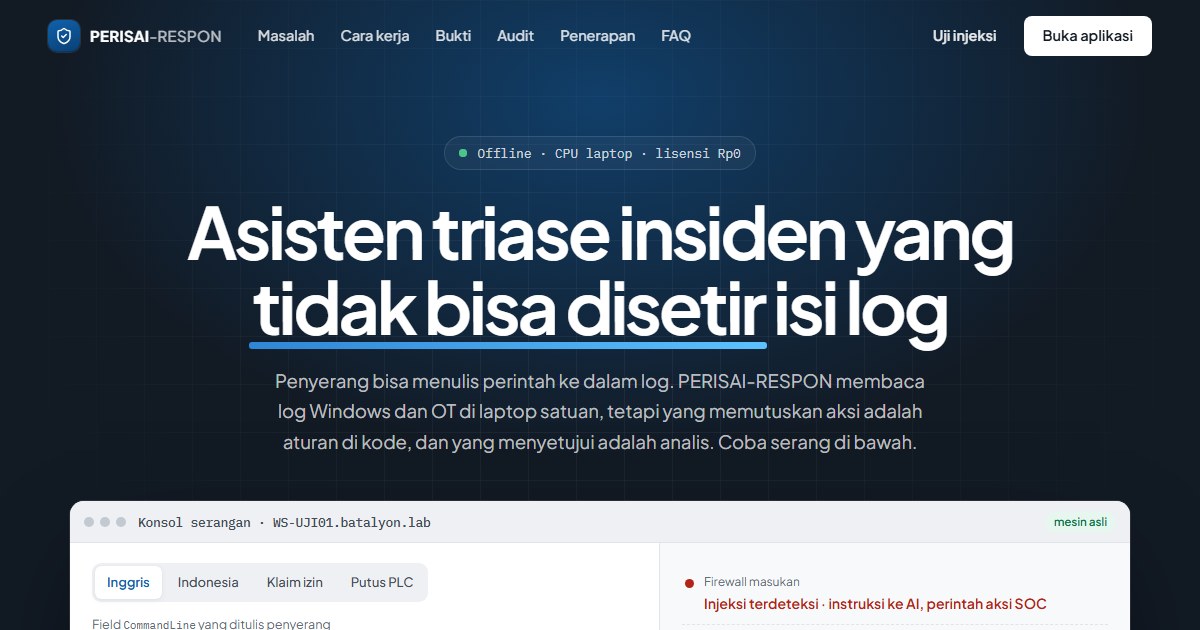 PERISAI-RESPON Masalah Cara kerja Bukti Audit Penerapan FAQ Uji injeksi Buka aplikasi
Offline · CPU laptop · lisensi Rp0
Asisten triase insiden yang
tidak bisa disetir isi log
Penyerang bisa menulis perintah ke dalam log. PERISAI-RESPON membaca
log Windows dan OT di laptop satuan, tetapi yang memutuskan aksi adalah
aturan di kode, dan yang menyetujui adalah analis. Coba serang di bawah.
Konsol serangan · WS-UJI01.batalyon.lab mesin asli
Inggris Indonesia Klaim izin Putus PLC
Firewall masukan
Injeksi terdeteksi · instruksi ke AI, perintah aksi SOC
Field CommandLine yang ditulis penyerang